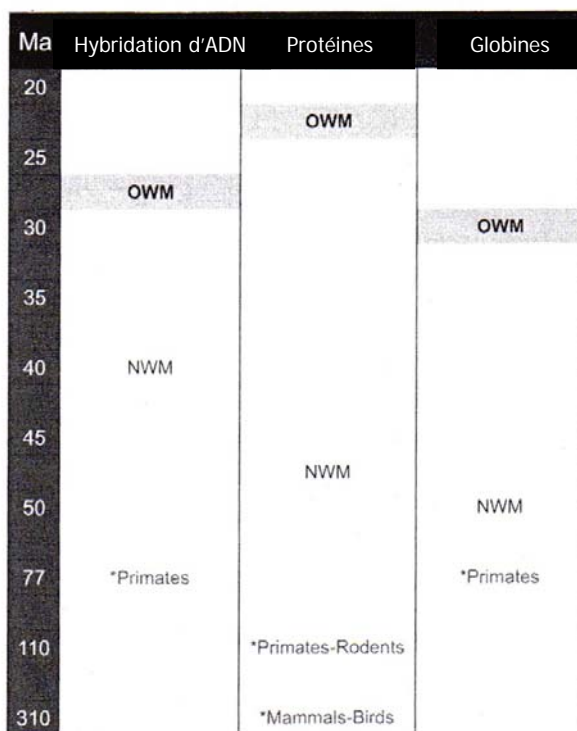 Ma Hybridation d'ADN Protéines Globines
20
OWM
25
OWM
30 OWM
35
40 NWM
45
NWM
50 NWM
77 *Primates *Primates
110 *Primates-Rodents
310 *Mammals-Birds